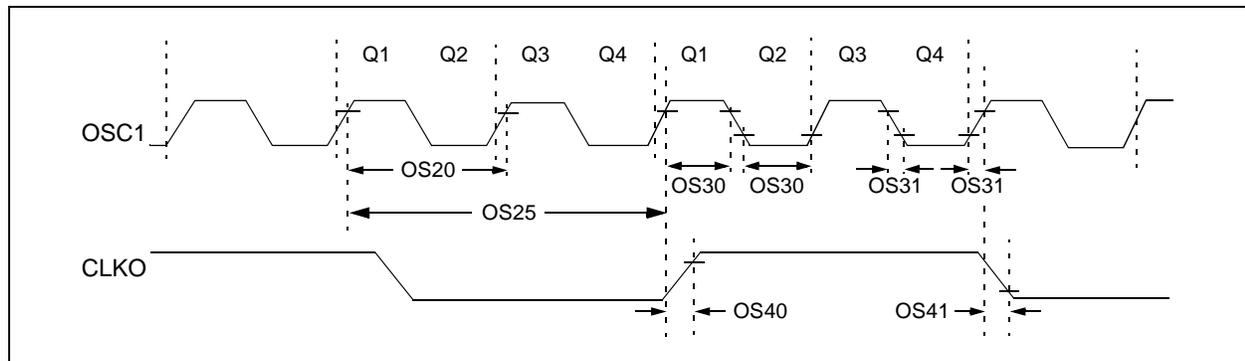 Q1 Q2 Q3 Q4 Q1 Q2 Q3 Q4
OSC1
OS20
OS30 OS30 OS31 OS31
OS25
CLKO
OS40 OS41